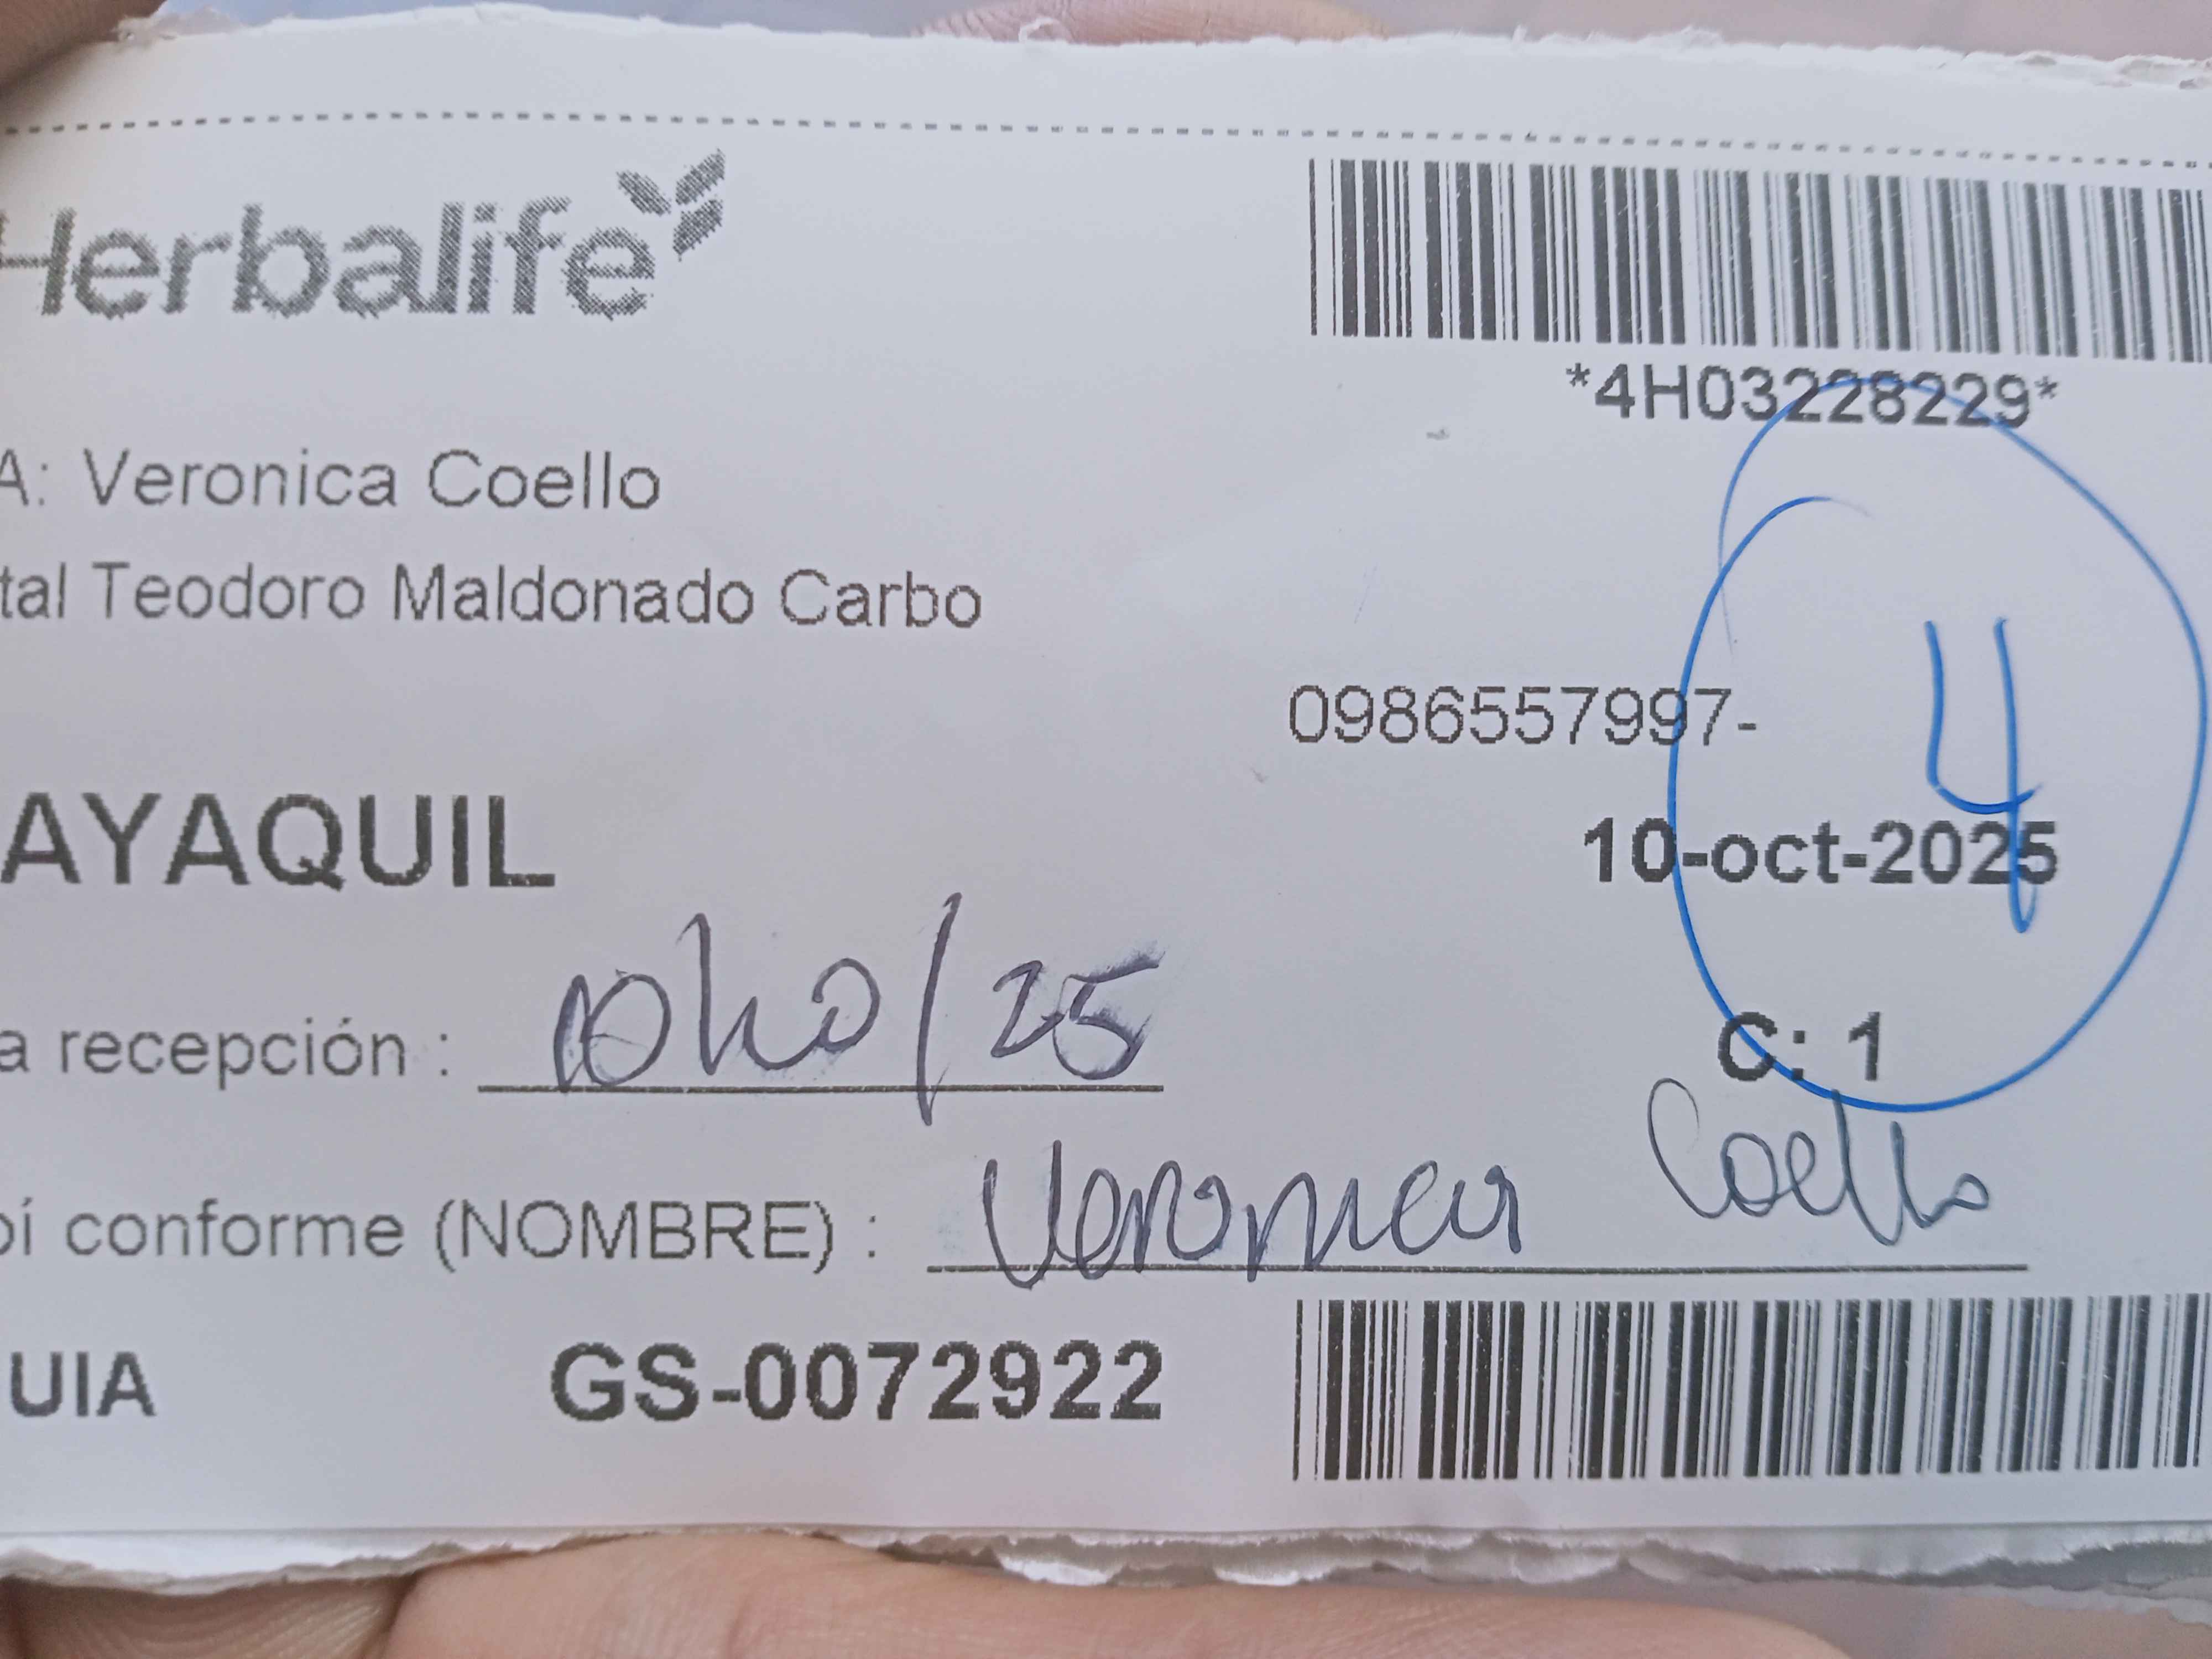 Herbalife
*4H03228229*
A: Veronica Coello
tal Teodoro Maldonado Carbo
0986557997-
4
AYAQUIL
10-oct-2025
a recepción : 10/10/25
C: 1
bí conforme (NOMBRE) : Veronica Coello
UIA GS-0072922